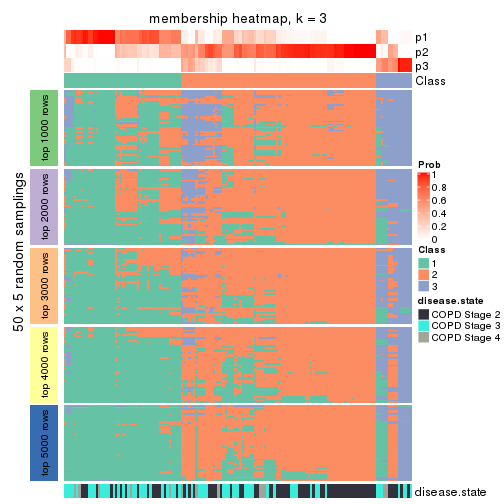 membership heatmap, k = 3
p1
p2
p3
Class
50 x 5 random samplings
top 1000 rows
top 2000 rows
top 3000 rows
top 4000 rows
top 5000 rows
Prob
1
0.8
0.6
0.4
0.2
0
Class
1
2
3
disease.state
COPD Stage 2
COPD Stage 3
COPD Stage 4
disease.state